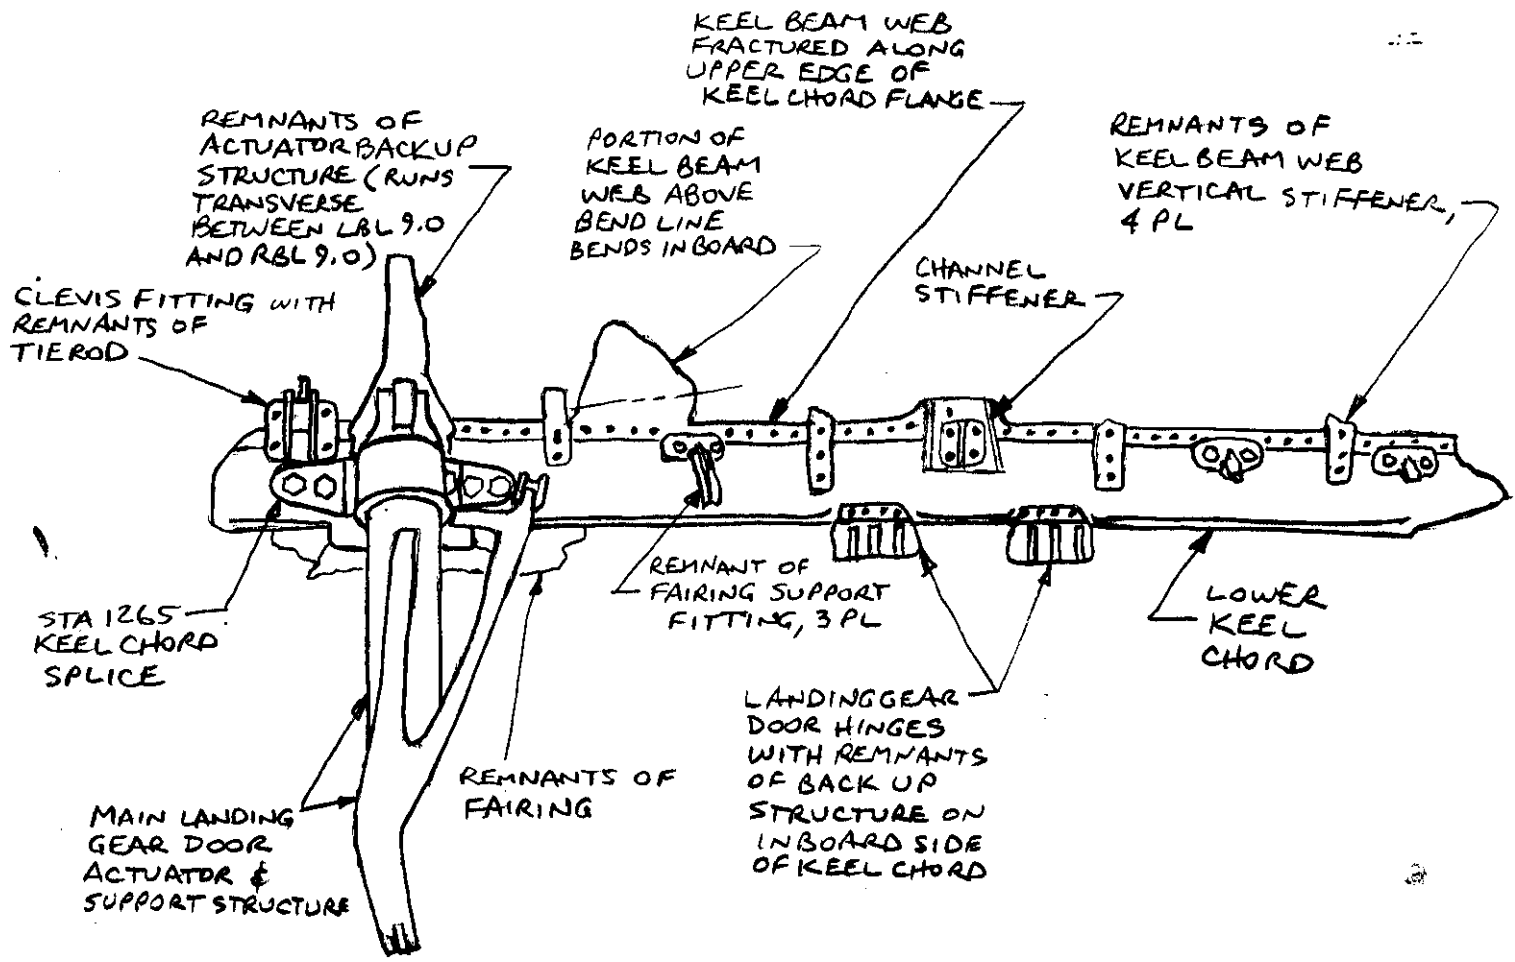 KEEL BEAM WEB
FRACTURED ALONG
UPPER EDGE OF
KEEL CHORD FLANGE
REMNANTS OF
ACTUATOR BACKUP
STRUCTURE (RUNS
TRANSVERSE
BETWEEN LBL 9.0
AND RBL 9.0)
PORTION OF
KEEL BEAM
WEB ABOVE
BEND LINE
BENDS INBOARD
REMNANTS OF
KEEL BEAM WEB
VERTICAL STIFFENER,
4 PL
CHANNEL
STIFFENER
CLEVIS FITTING WITH
REMNANTS OF
TIEROD
STA 1265
KEEL CHORD
SPLICE
REMNANT OF
FAIRING SUPPORT
FITTING, 3 PL
LOWER
KEEL
CHORD
LANDING GEAR
DOOR HINGES
WITH REMNANTS
OF BACK UP
STRUCTURE ON
INBOARD SIDE
OF KEEL CHORD
REMNANTS OF
FAIRING
MAIN LANDING
GEAR DOOR
ACTUATOR &
SUPPORT STRUCTURE